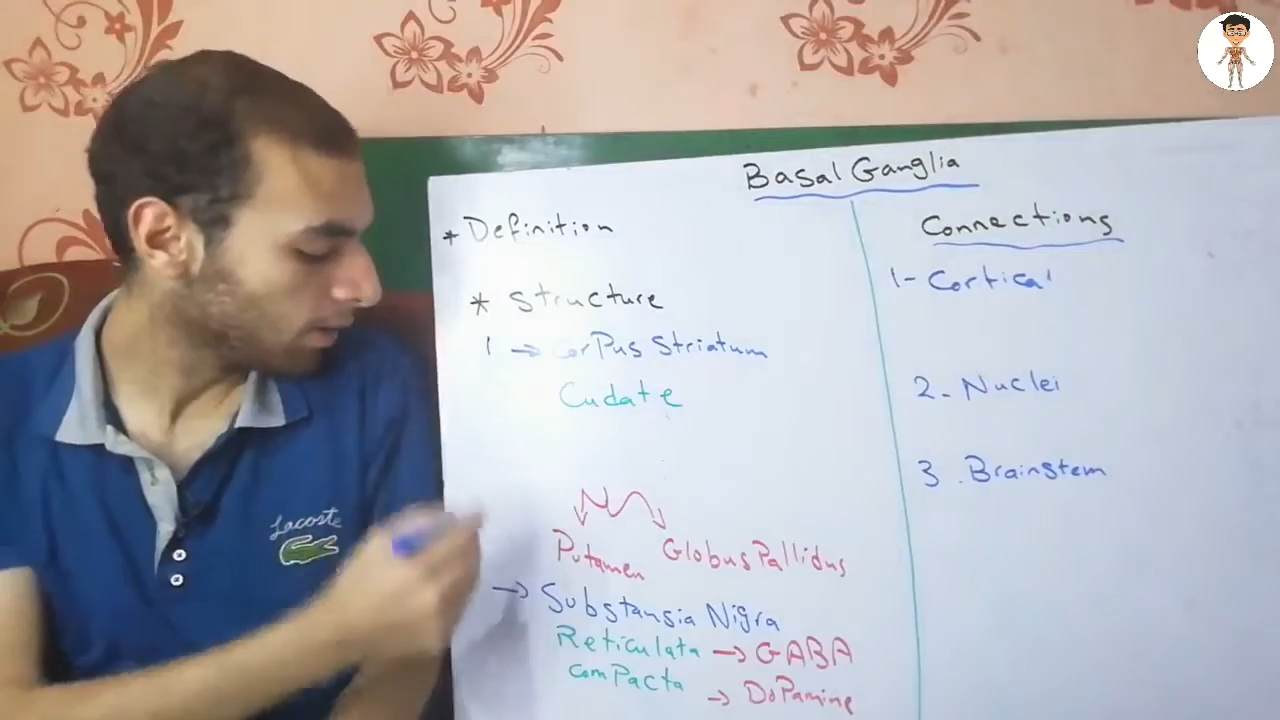 Basal Ganglia
* Definition
* Structure
1 → Corpus Striatum
Cudate
Putamen Globus Pallidus
→ Substansia Nigra
Reticulata → GABA
ComPacta → DoPamine
Connections
1- Cortical
2- Nuclei
3. Brainstem
Lacoste